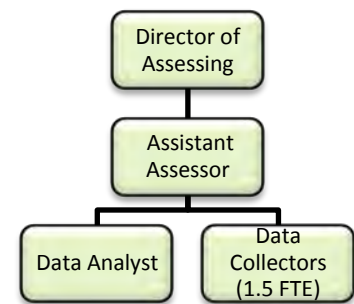 Director of
Assessing
Assistant
Assessor
Data Analyst
Data
Collectors
(1.5 FTE)